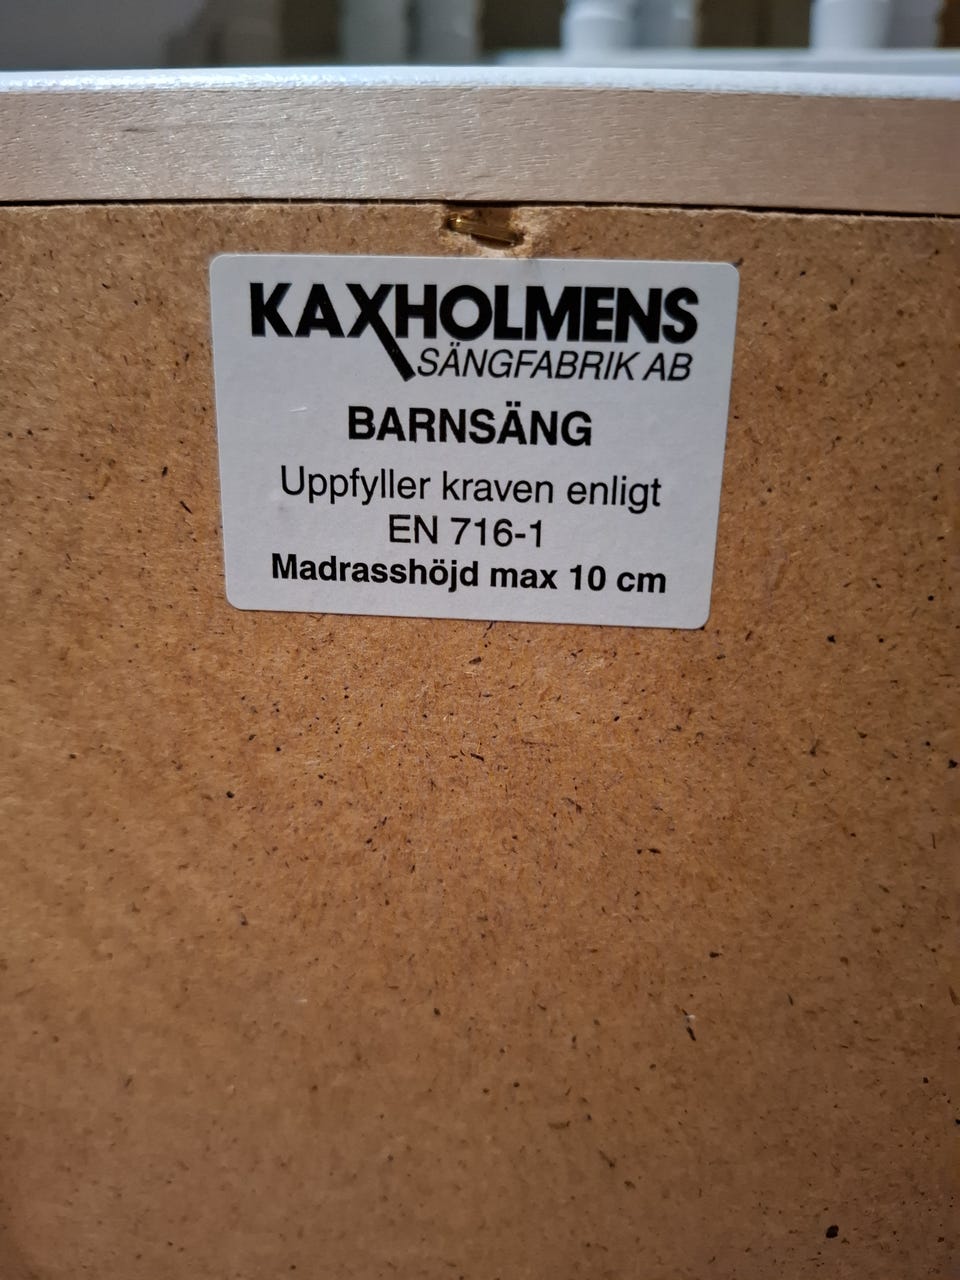 KAXHOLMENS
SÄNGFABRIK AB
BARNSÄNG
Uppfyller kraven enligt
EN 716-1
Madrasshöjd max 10 cm